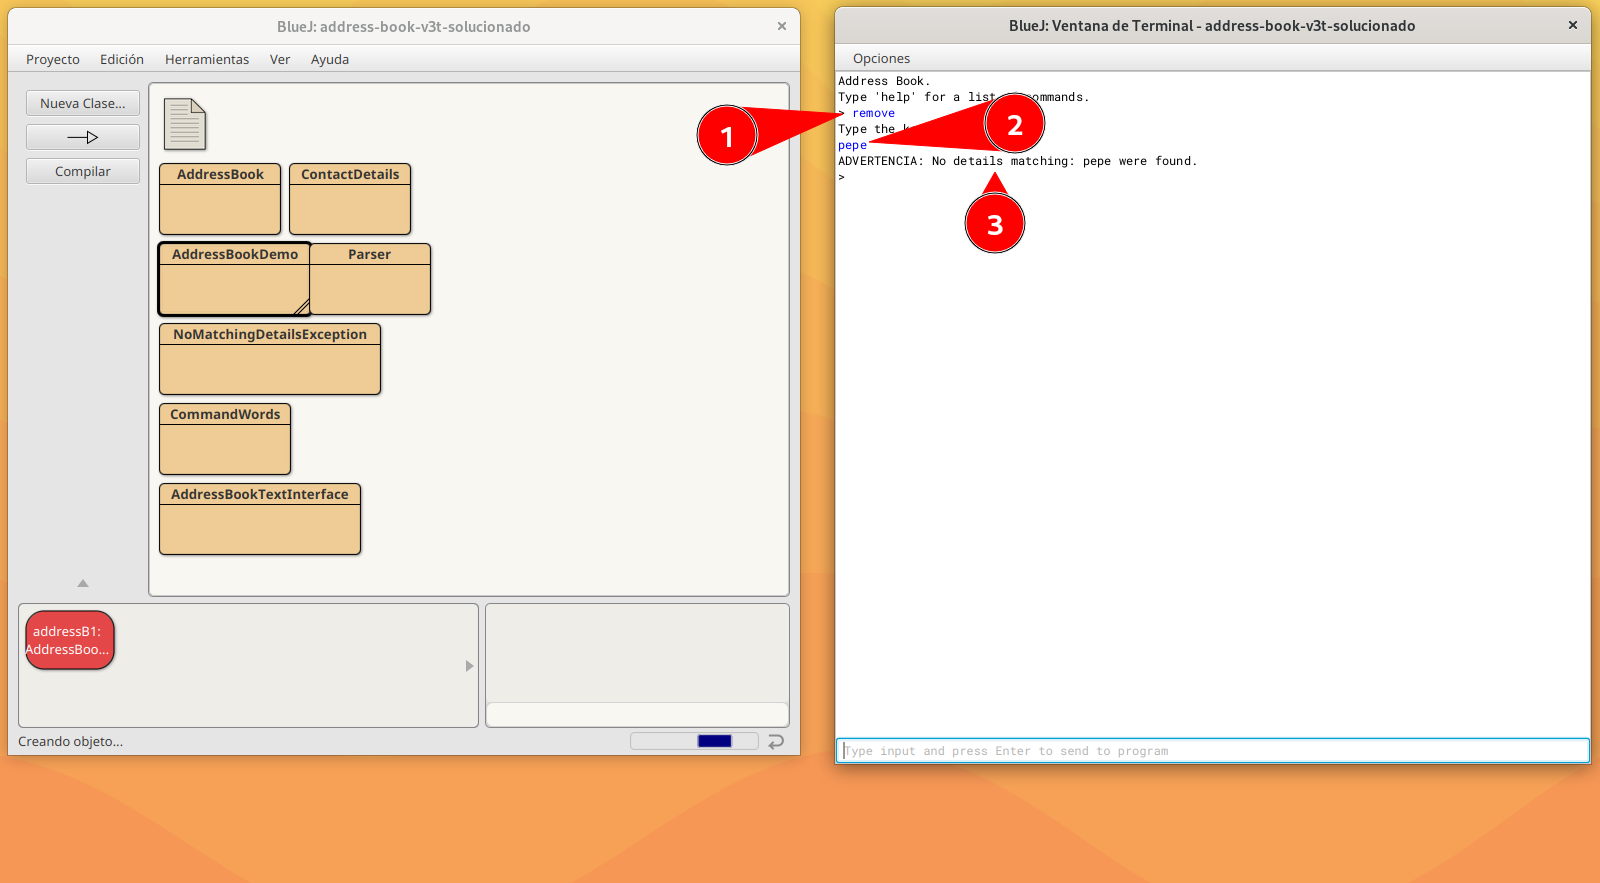 BlueJ: address-book-v3t-solucionado
Proyecto Edición Herramientas Ver Ayuda
Nueva Clase...
Compilar
AddressBook
ContactDetails
AddressBookDemo
Parser
NoMatchingDetailsException
CommandWords
AddressBookTextInterface
addressB1:
AddressBoo...
Creando objeto...
BlueJ: Ventana de Terminal - address-book-v3t-solucionado
Opciones
Address Book.
Type 'help' for a list commands.
> remove
Type the
pepe
ADVERTENCIA: No details matching: pepe were found.
>
1
2
3
Type input and press Enter to send to program